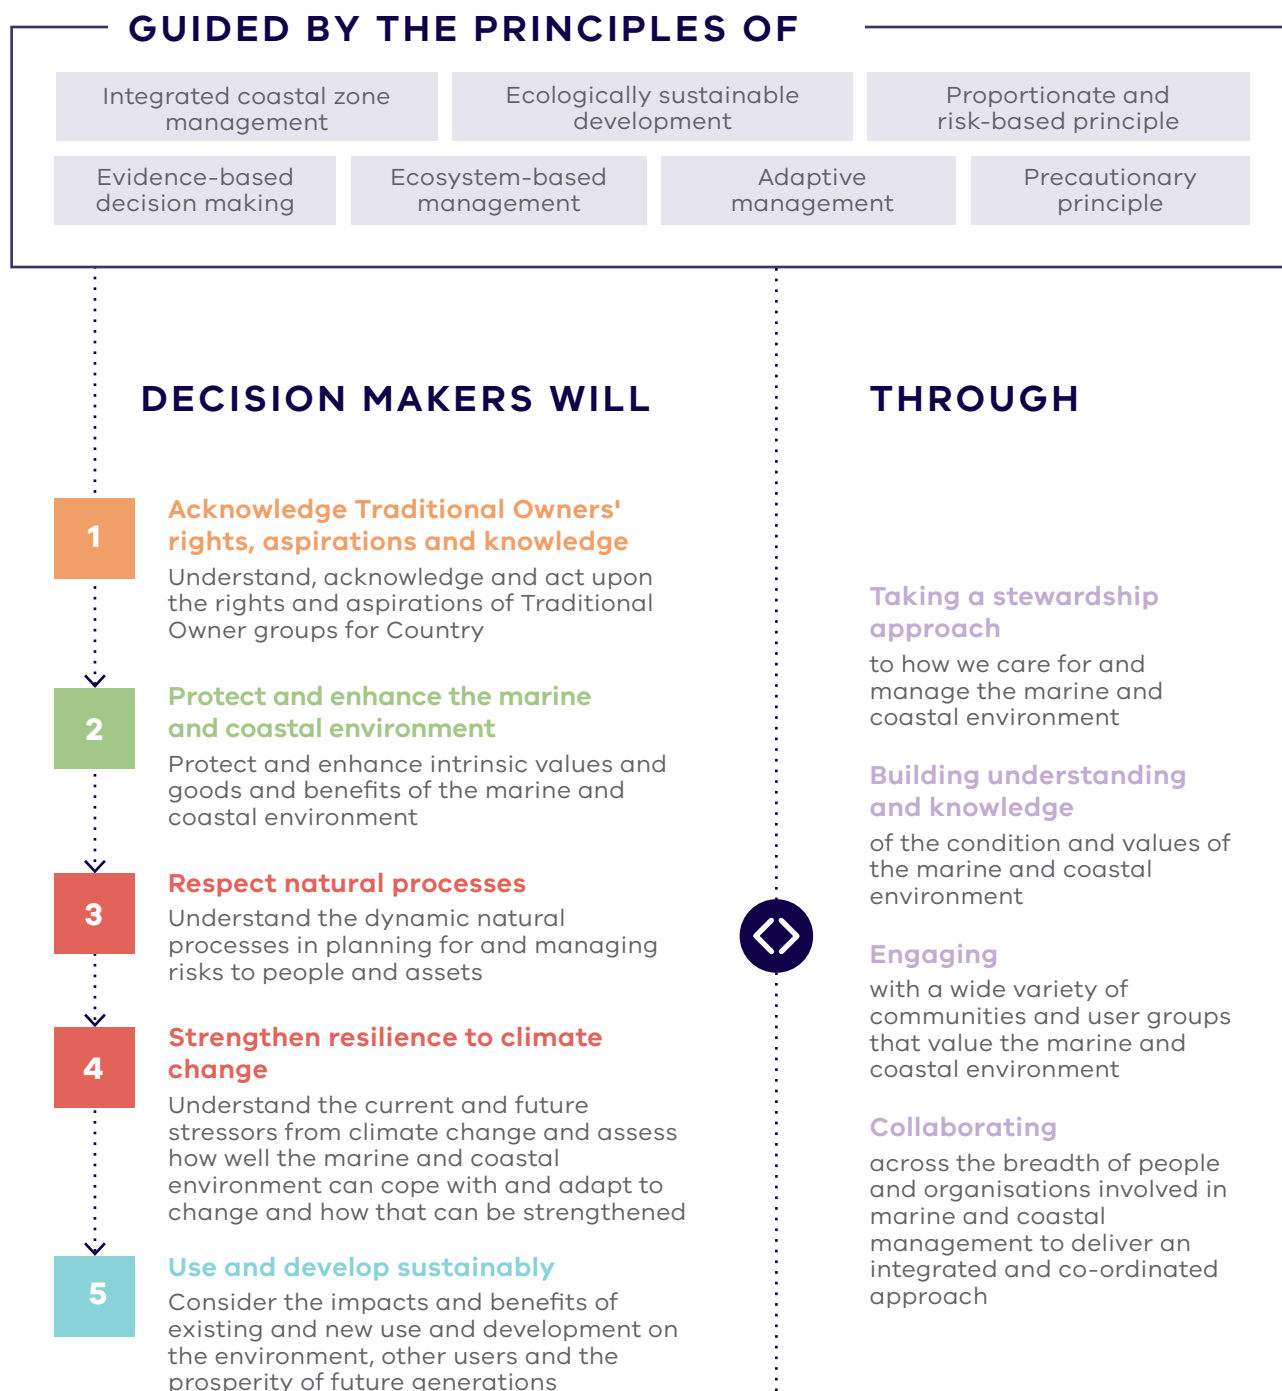 GUIDED BY THE PRINCIPLES OF
Integrated coastal zone
management
Ecologically sustainable
development
Proportionate and
risk-based principle
Evidence-based
decision making
Ecosystem-based
management
Adaptive
management
Precautionary
principle
DECISION MAKERS WILL
1
Acknowledge Traditional Owners'
rights, aspirations and knowledge
Understand, acknowledge and act upon
the rights and aspirations of Traditional
Owner groups for Country
2
Protect and enhance the marine
and coastal environment
Protect and enhance intrinsic values and
goods and benefits of the marine and
coastal environment
3
Respect natural processes
Understand the dynamic natural
processes in planning for and managing
risks to people and assets
4
Strengthen resilience to climate
change
Understand the current and future
stressors from climate change and assess
how well the marine and coastal
environment can cope with and adapt to
change and how that can be strengthened
5
Use and develop sustainably
Consider the impacts and benefits of
existing and new use and development on
the environment, other users and the
prosperity of future generations
THROUGH
Taking a stewardship
approach
to how we care for and
manage the marine and
coastal environment
Building understanding
and knowledge
of the condition and values of
the marine and coastal
environment
Engaging
with a wide variety of
communities and user groups
that value the marine and
coastal environment
Collaborating
across the breadth of people
and organisations involved in
marine and coastal
management to deliver an
integrated and co-ordinated
approach